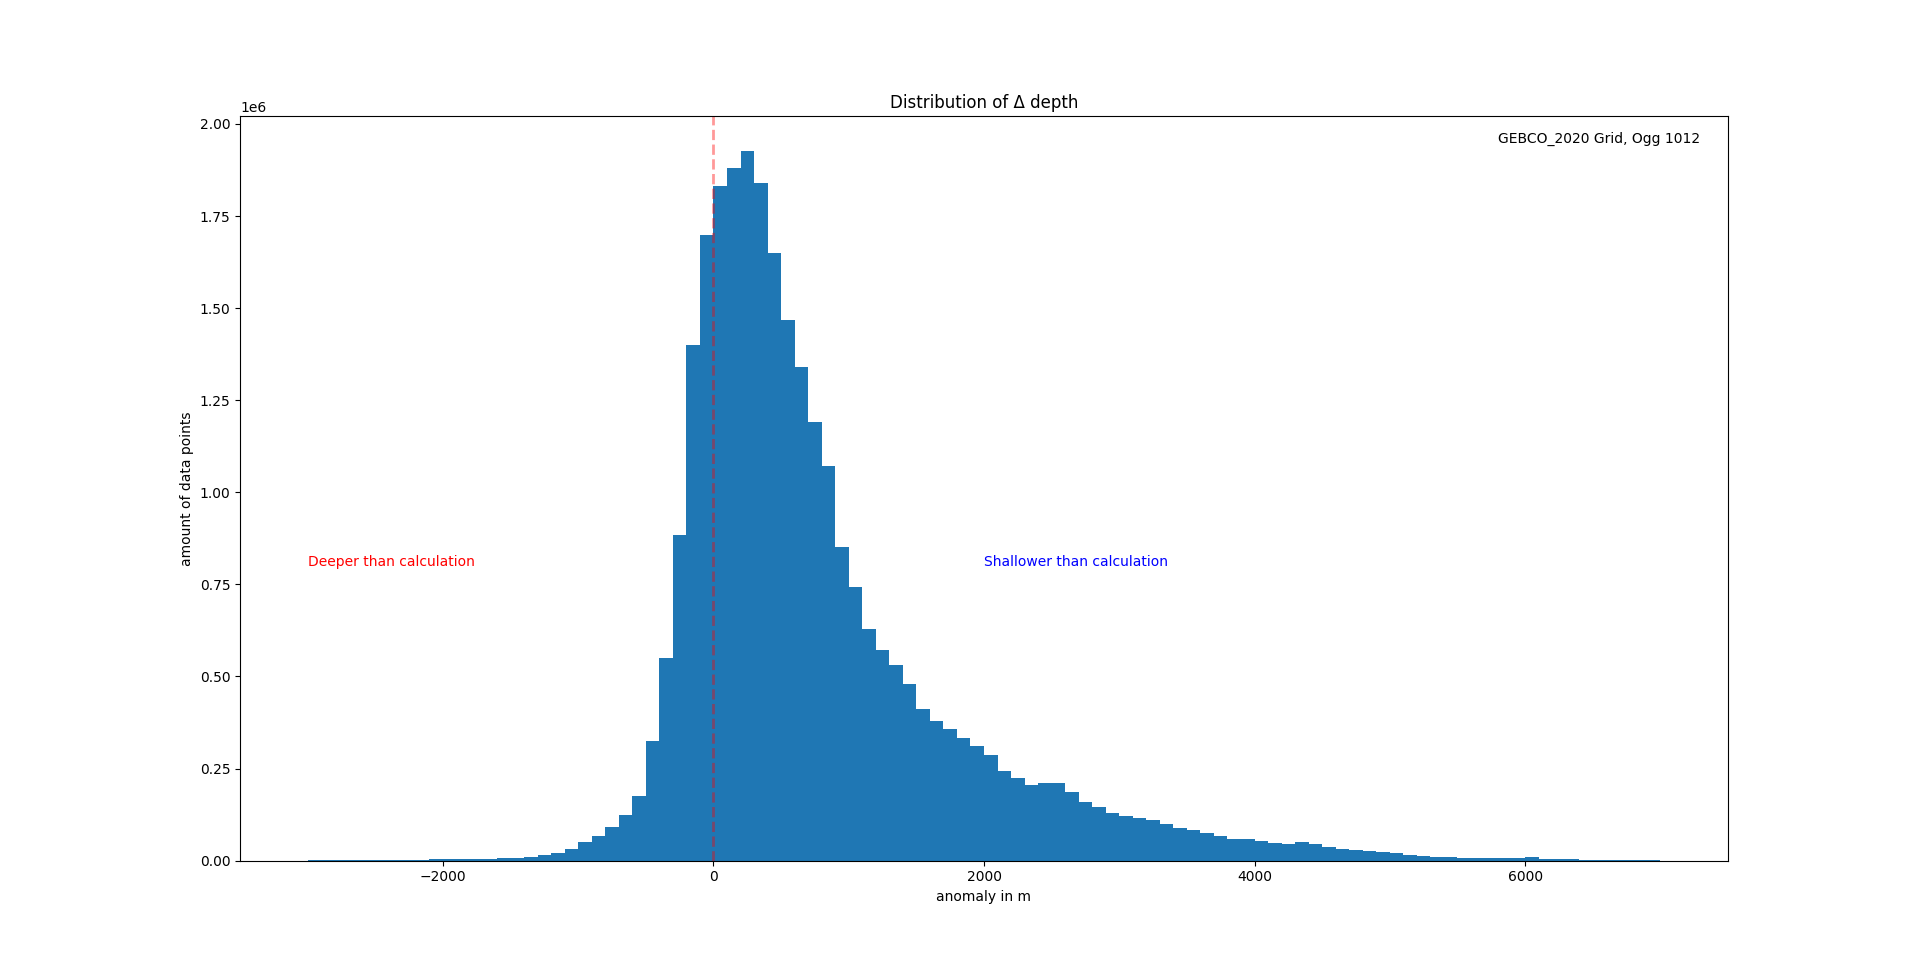 Distribution of Δ depth
1e6
GEBCO_2020 Grid, Ogg 1012
2.00
1.75
1.50
1.25
1.00
0.75
0.50
0.25
0.00
amount of data points
Deeper than calculation
Shallower than calculation
−2000
0
2000
4000
6000
anomaly in m